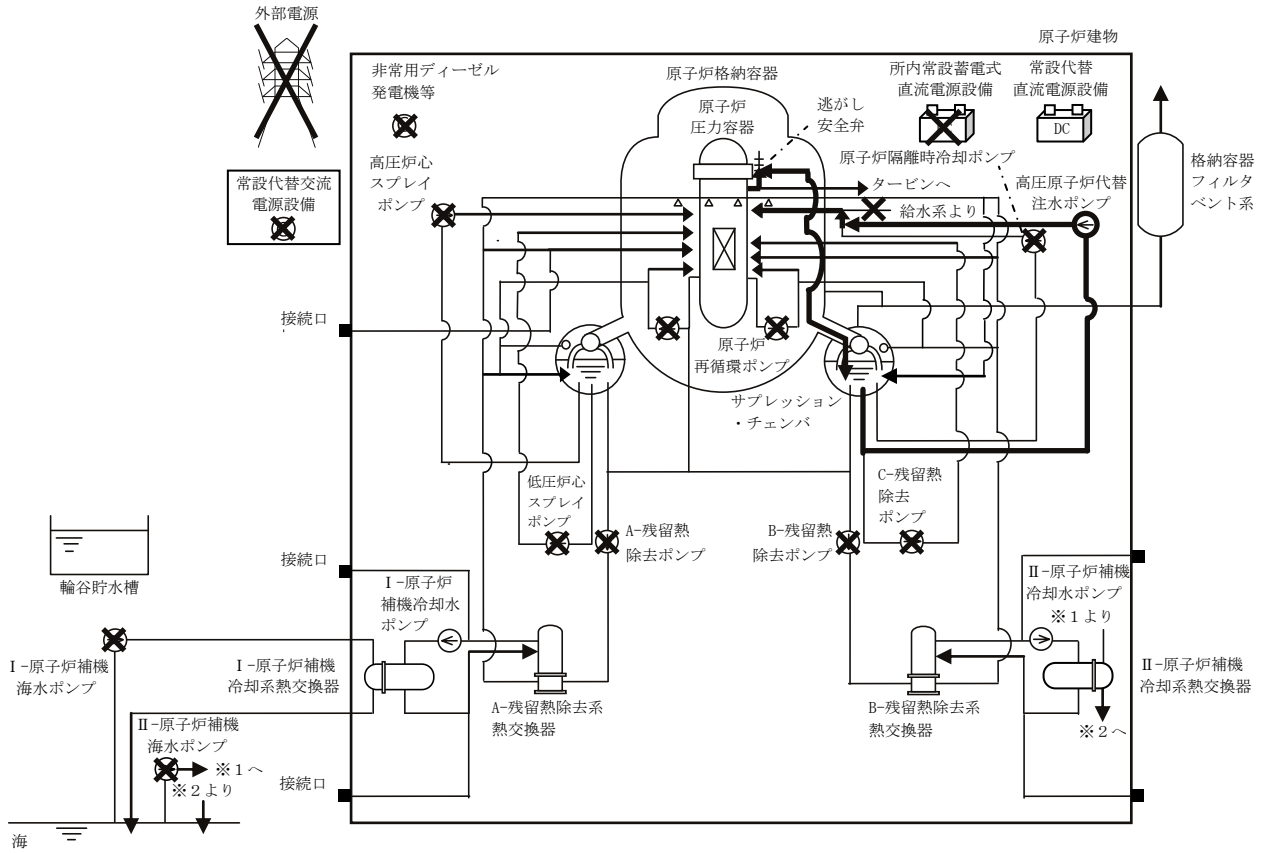 外部電源
原子炉建物
非常用ディーゼル
発電機等
原子炉格納容器
所内常設蓄電式
直流電源設備
常設代替
直流電源設備
原子炉
圧力容器
逃がし
安全弁
DC
高圧炉心
スプレイ
ポンプ
原子炉隔離時冷却ポンプ
格納容器
フィルタ
ベント系
常設代替交流
電源設備
タービンへ
高圧原子炉代替
注水ポンプ
給水系より
接続口
原子炉
再循環ポンプ
サプレッション
・チェンバ
低圧炉心
スプレイ
ポンプ
C-残留熱
除去
ポンプ
A-残留熱
除去ポンプ
B-残留熱
除去ポンプ
輪谷貯水槽
接続口
Ⅰ-原子炉
補機冷却水
ポンプ
Ⅱ-原子炉補機
冷却水ポンプ
※1より
Ⅰ-原子炉補機
海水ポンプ
Ⅰ-原子炉補機
冷却系熱交換器
Ⅱ-原子炉補機
冷却系熱交換器
A-残留熱除去系
熱交換器
B-残留熱除去系
熱交換器
※2へ
Ⅱ-原子炉補機
海水ポンプ
※1へ
※2より
接続口
海